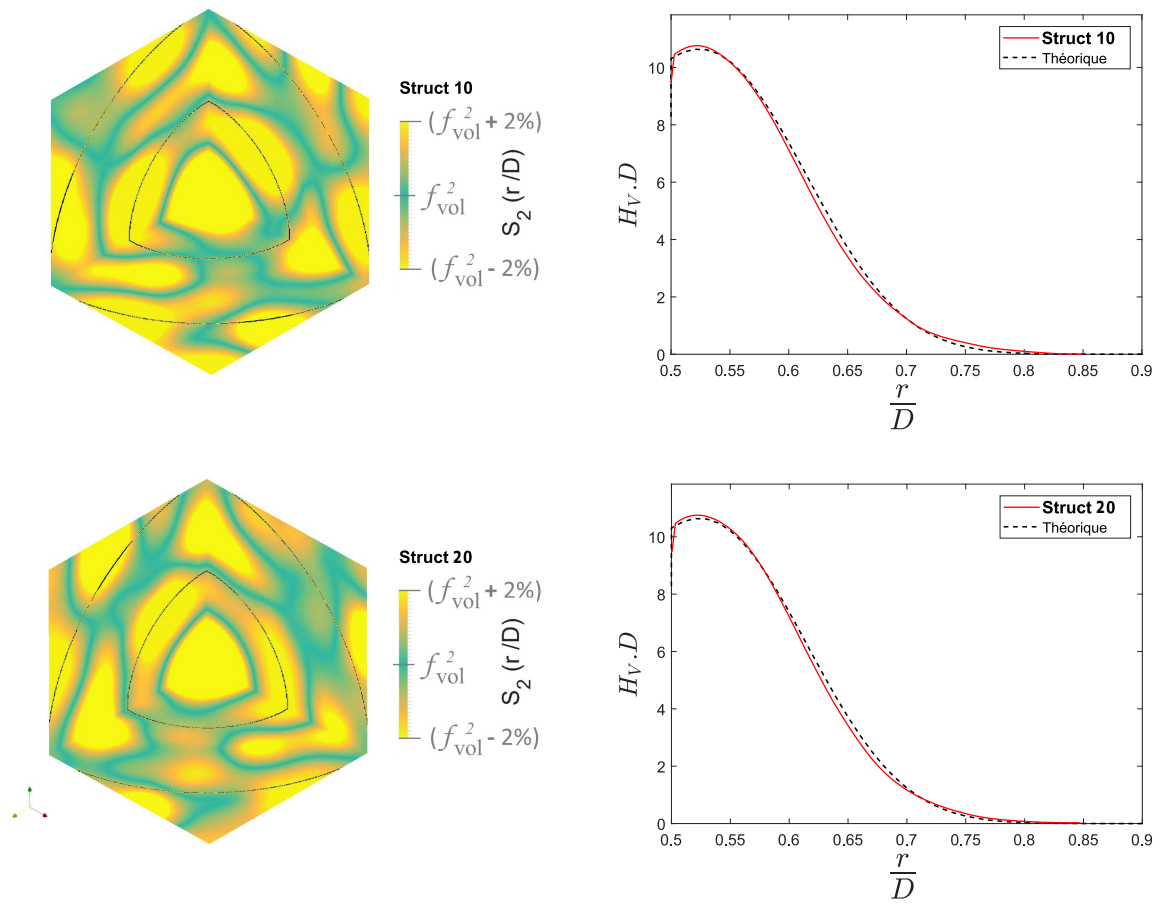 Struct 10
(f_vol^2 + 2%)
f_vol^2
(f_vol^2 - 2%)
S_2 (r/D)
H_V.D
10
8
6
4
2
0
0.5 0.55 0.6 0.65 0.7 0.75 0.8 0.85 0.9
r/D
Struct 10
Théorique
Struct 20
(f_vol^2 + 2%)
f_vol^2
(f_vol^2 - 2%)
S_2 (r/D)
H_V.D
10
8
6
4
2
0
0.5 0.55 0.6 0.65 0.7 0.75 0.8 0.85 0.9
r/D
Struct 20
Théorique